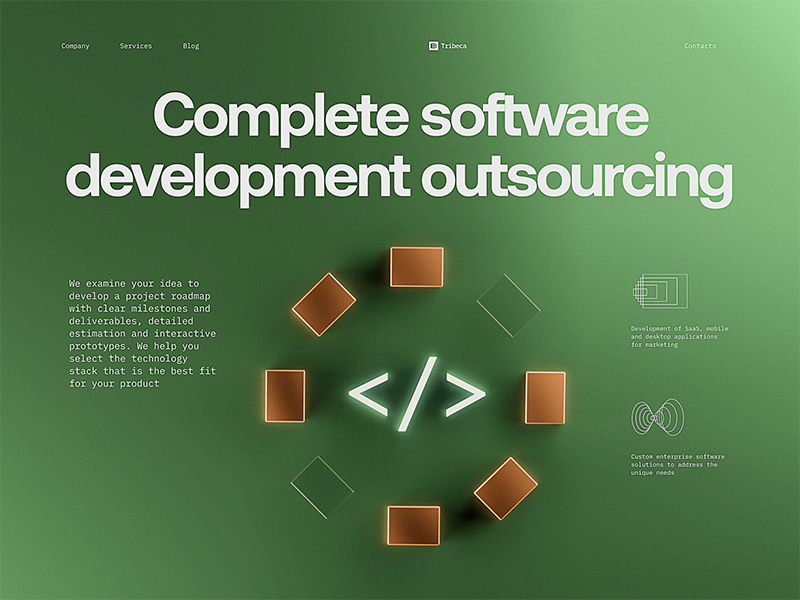 Company
Services
Blog
Tribeca
Contacts
Complete software
development outsourcing
We examine your idea to
develop a project roadmap
with clear milestones and
deliverables, detailed
estimation and interactive
prototypes. We help you
select the technology
stack that is the best fit
for your product
</>
Development of SaaS, mobile
and desktop applications
for marketing
Custom enterprise software
solutions to address the
unique needs